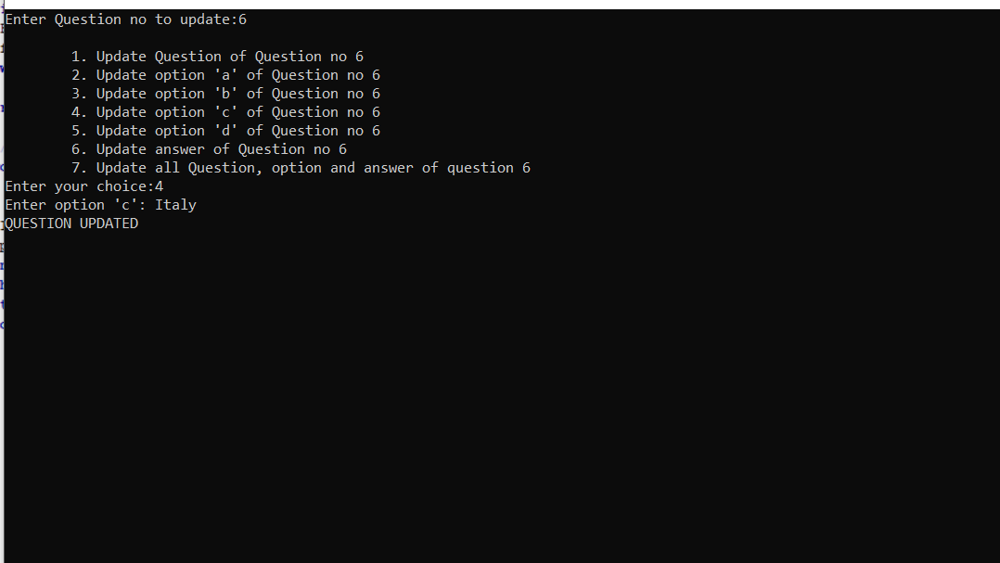 Enter Question no to update:6
1. Update Question of Question no 6
2. Update option 'a' of Question no 6
3. Update option 'b' of Question no 6
4. Update option 'c' of Question no 6
5. Update option 'd' of Question no 6
6. Update answer of Question no 6
7. Update all Question, option and answer of question 6
Enter your choice:4
Enter option 'c': Italy
QUESTION UPDATED